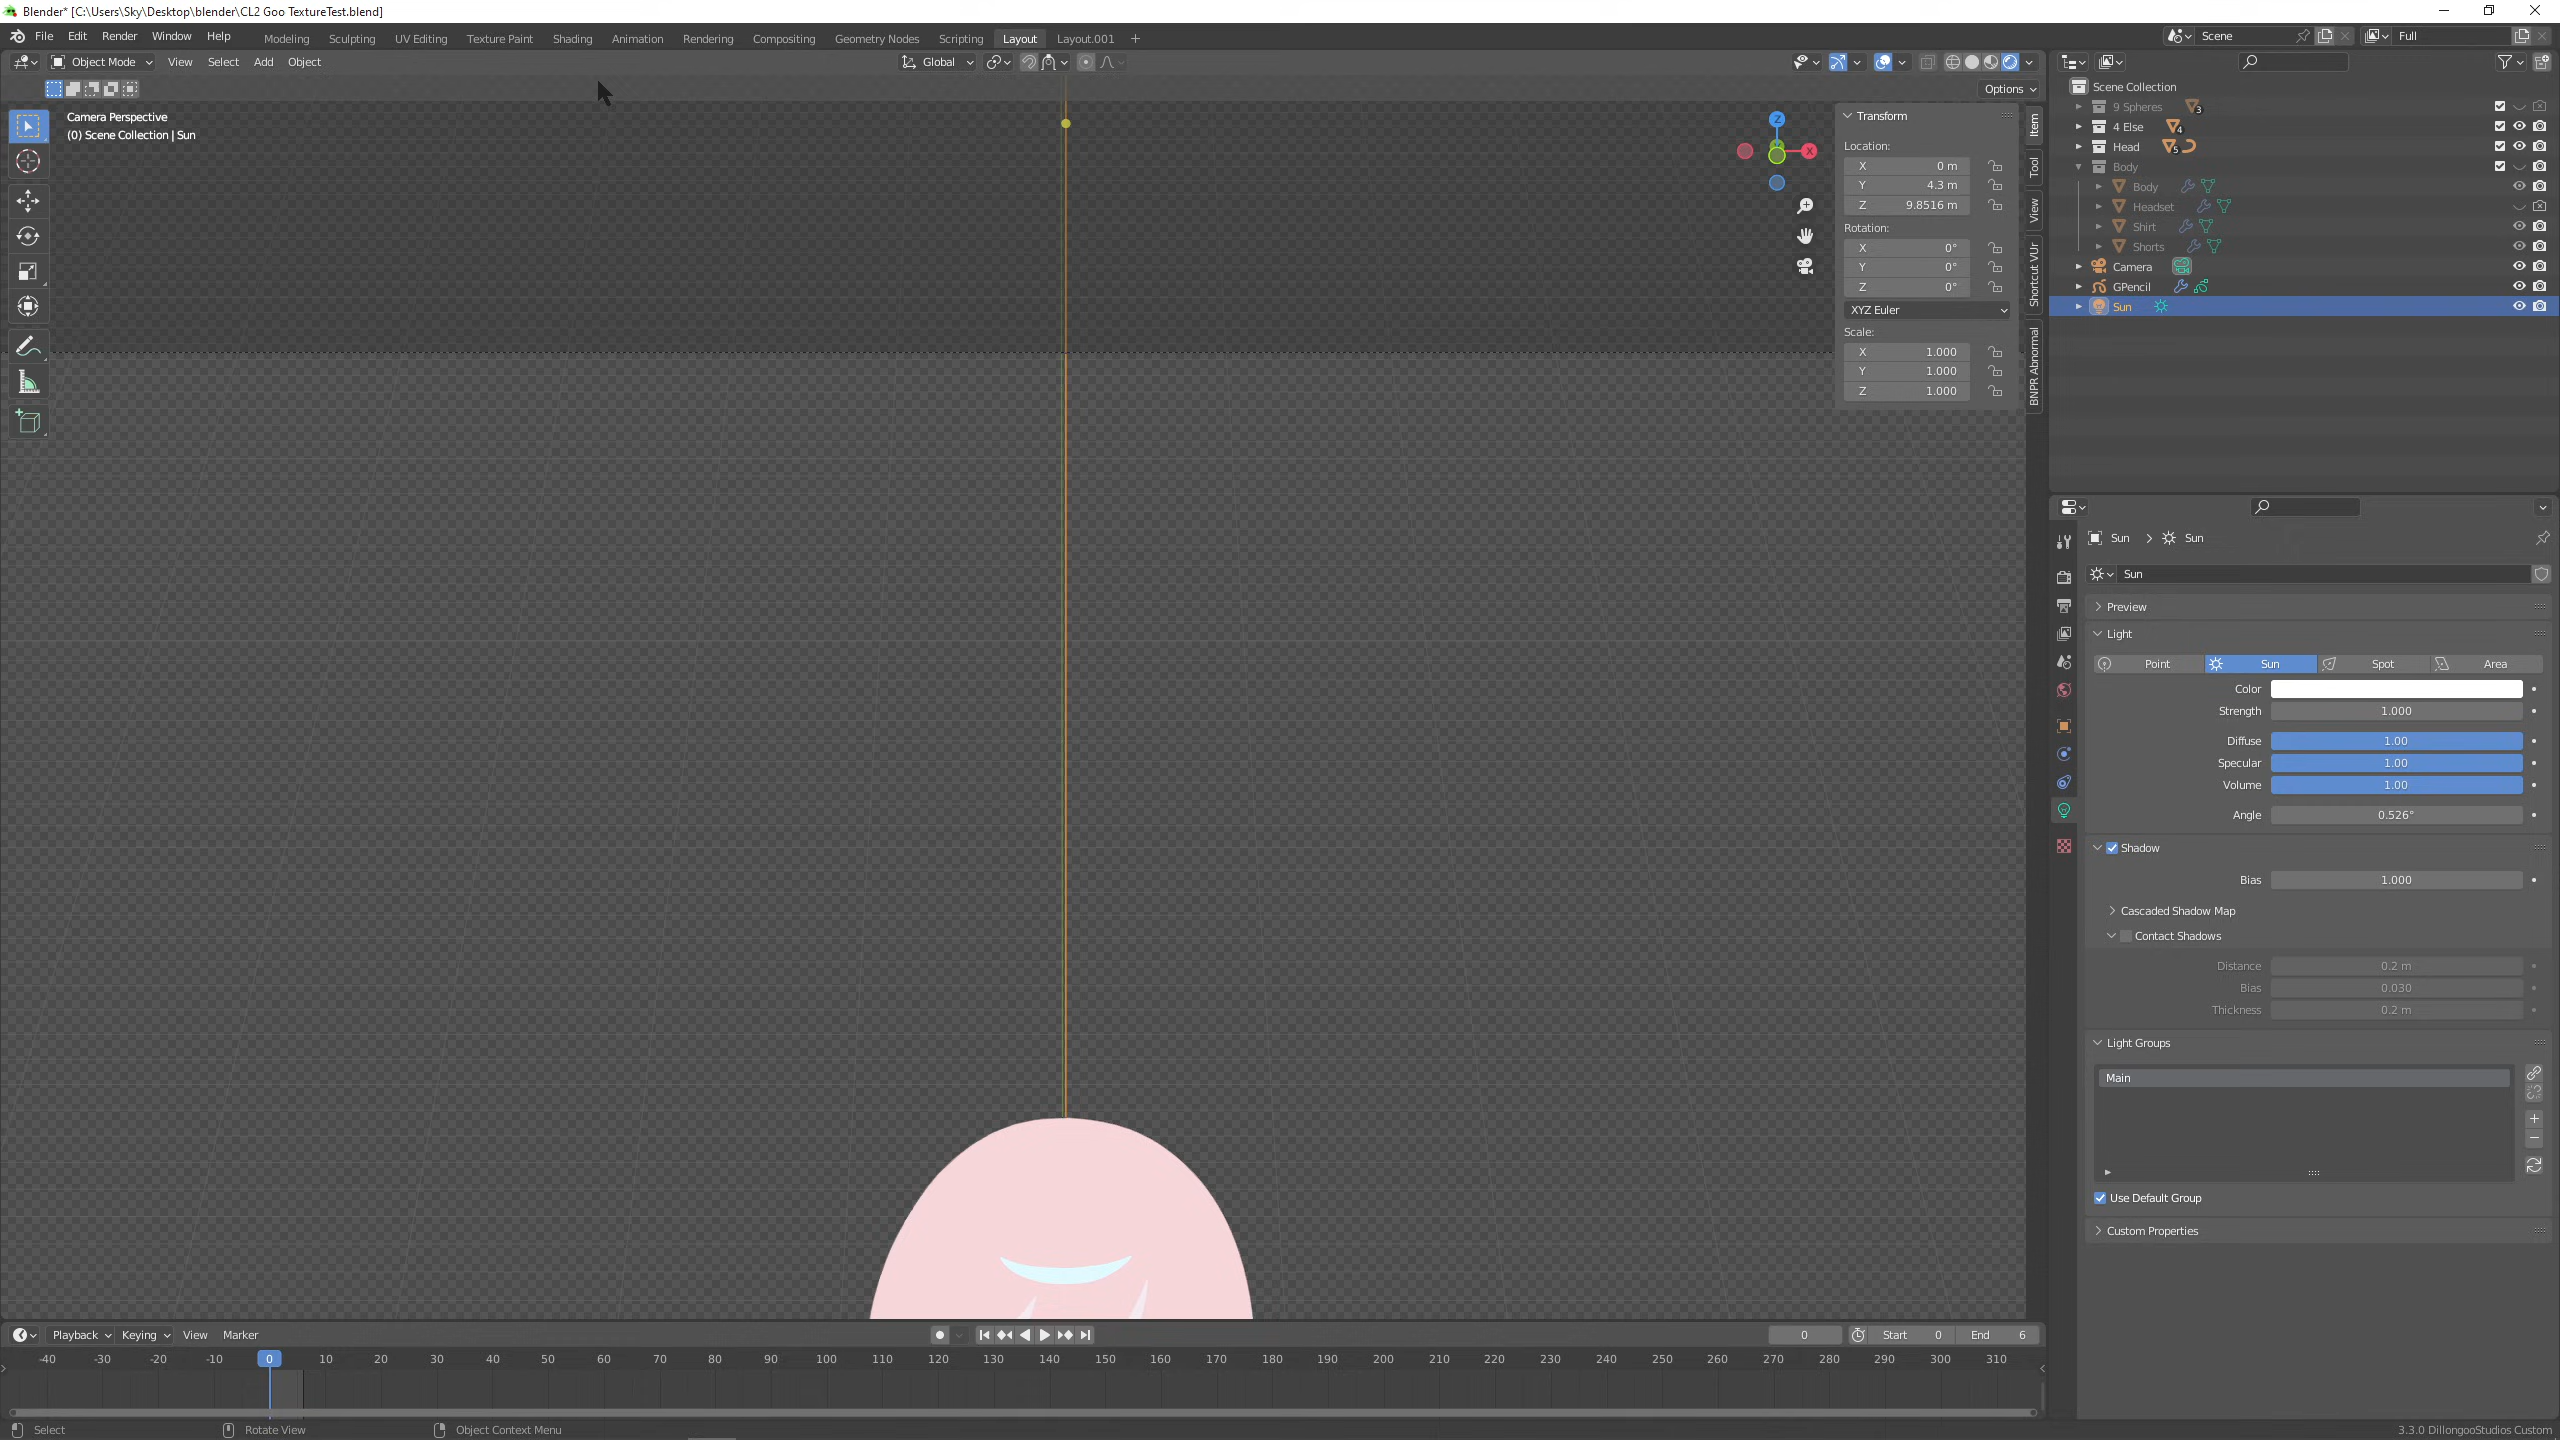 Blender* [C:\Users\Sky\Desktop\blender\CL2 Goo TextureTest.blend]
File Edit Render Window Help Modeling Sculpting UV Editing Texture Paint Shading Animation Rendering Compositing Geometry Nodes Scripting Layout Layout.001 + Scene Full
Object Mode View Select Add Object Global
Options
Camera Perspective
(0) Scene Collection | Sun
Z
X
Transform
Location:
X 0 m
Y 4.3 m
Z 9.8516 m
Rotation:
X 0°
Y 0°
Z 0°
XYZ Euler
Scale:
X 1.000
Y 1.000
Z 1.000
Item
Tool
View
Shortcut VUr
BNPR Abnormal
Scene Collection
9 Spheres 3
4 Else 4
Head 5
Body
Body
Headset
Shirt
Shorts
Camera
GPencil
Sun
Sun > Sun
Sun
Preview
Light
Point Sun Spot Area
Color
Strength 1.000
Diffuse 1.00
Specular 1.00
Volume 1.00
Angle 0.526°
Shadow
Bias 1.000
Cascaded Shadow Map
Contact Shadows
Distance 0.2 m
Bias 0.030
Thickness 0.2 m
Light Groups
Main
Use Default Group
Custom Properties
Playback Keying View Marker 0 Start 0 End 6
-40 -30 -20 -10 0 10 20 30 40 50 60 70 80 90 100 110 120 130 140 150 160 170 180 190 200 210 220 230 240 250 260 270 280 290 300 310
Select Rotate View Object Context Menu 3.3.0 DillongooStudios Custom